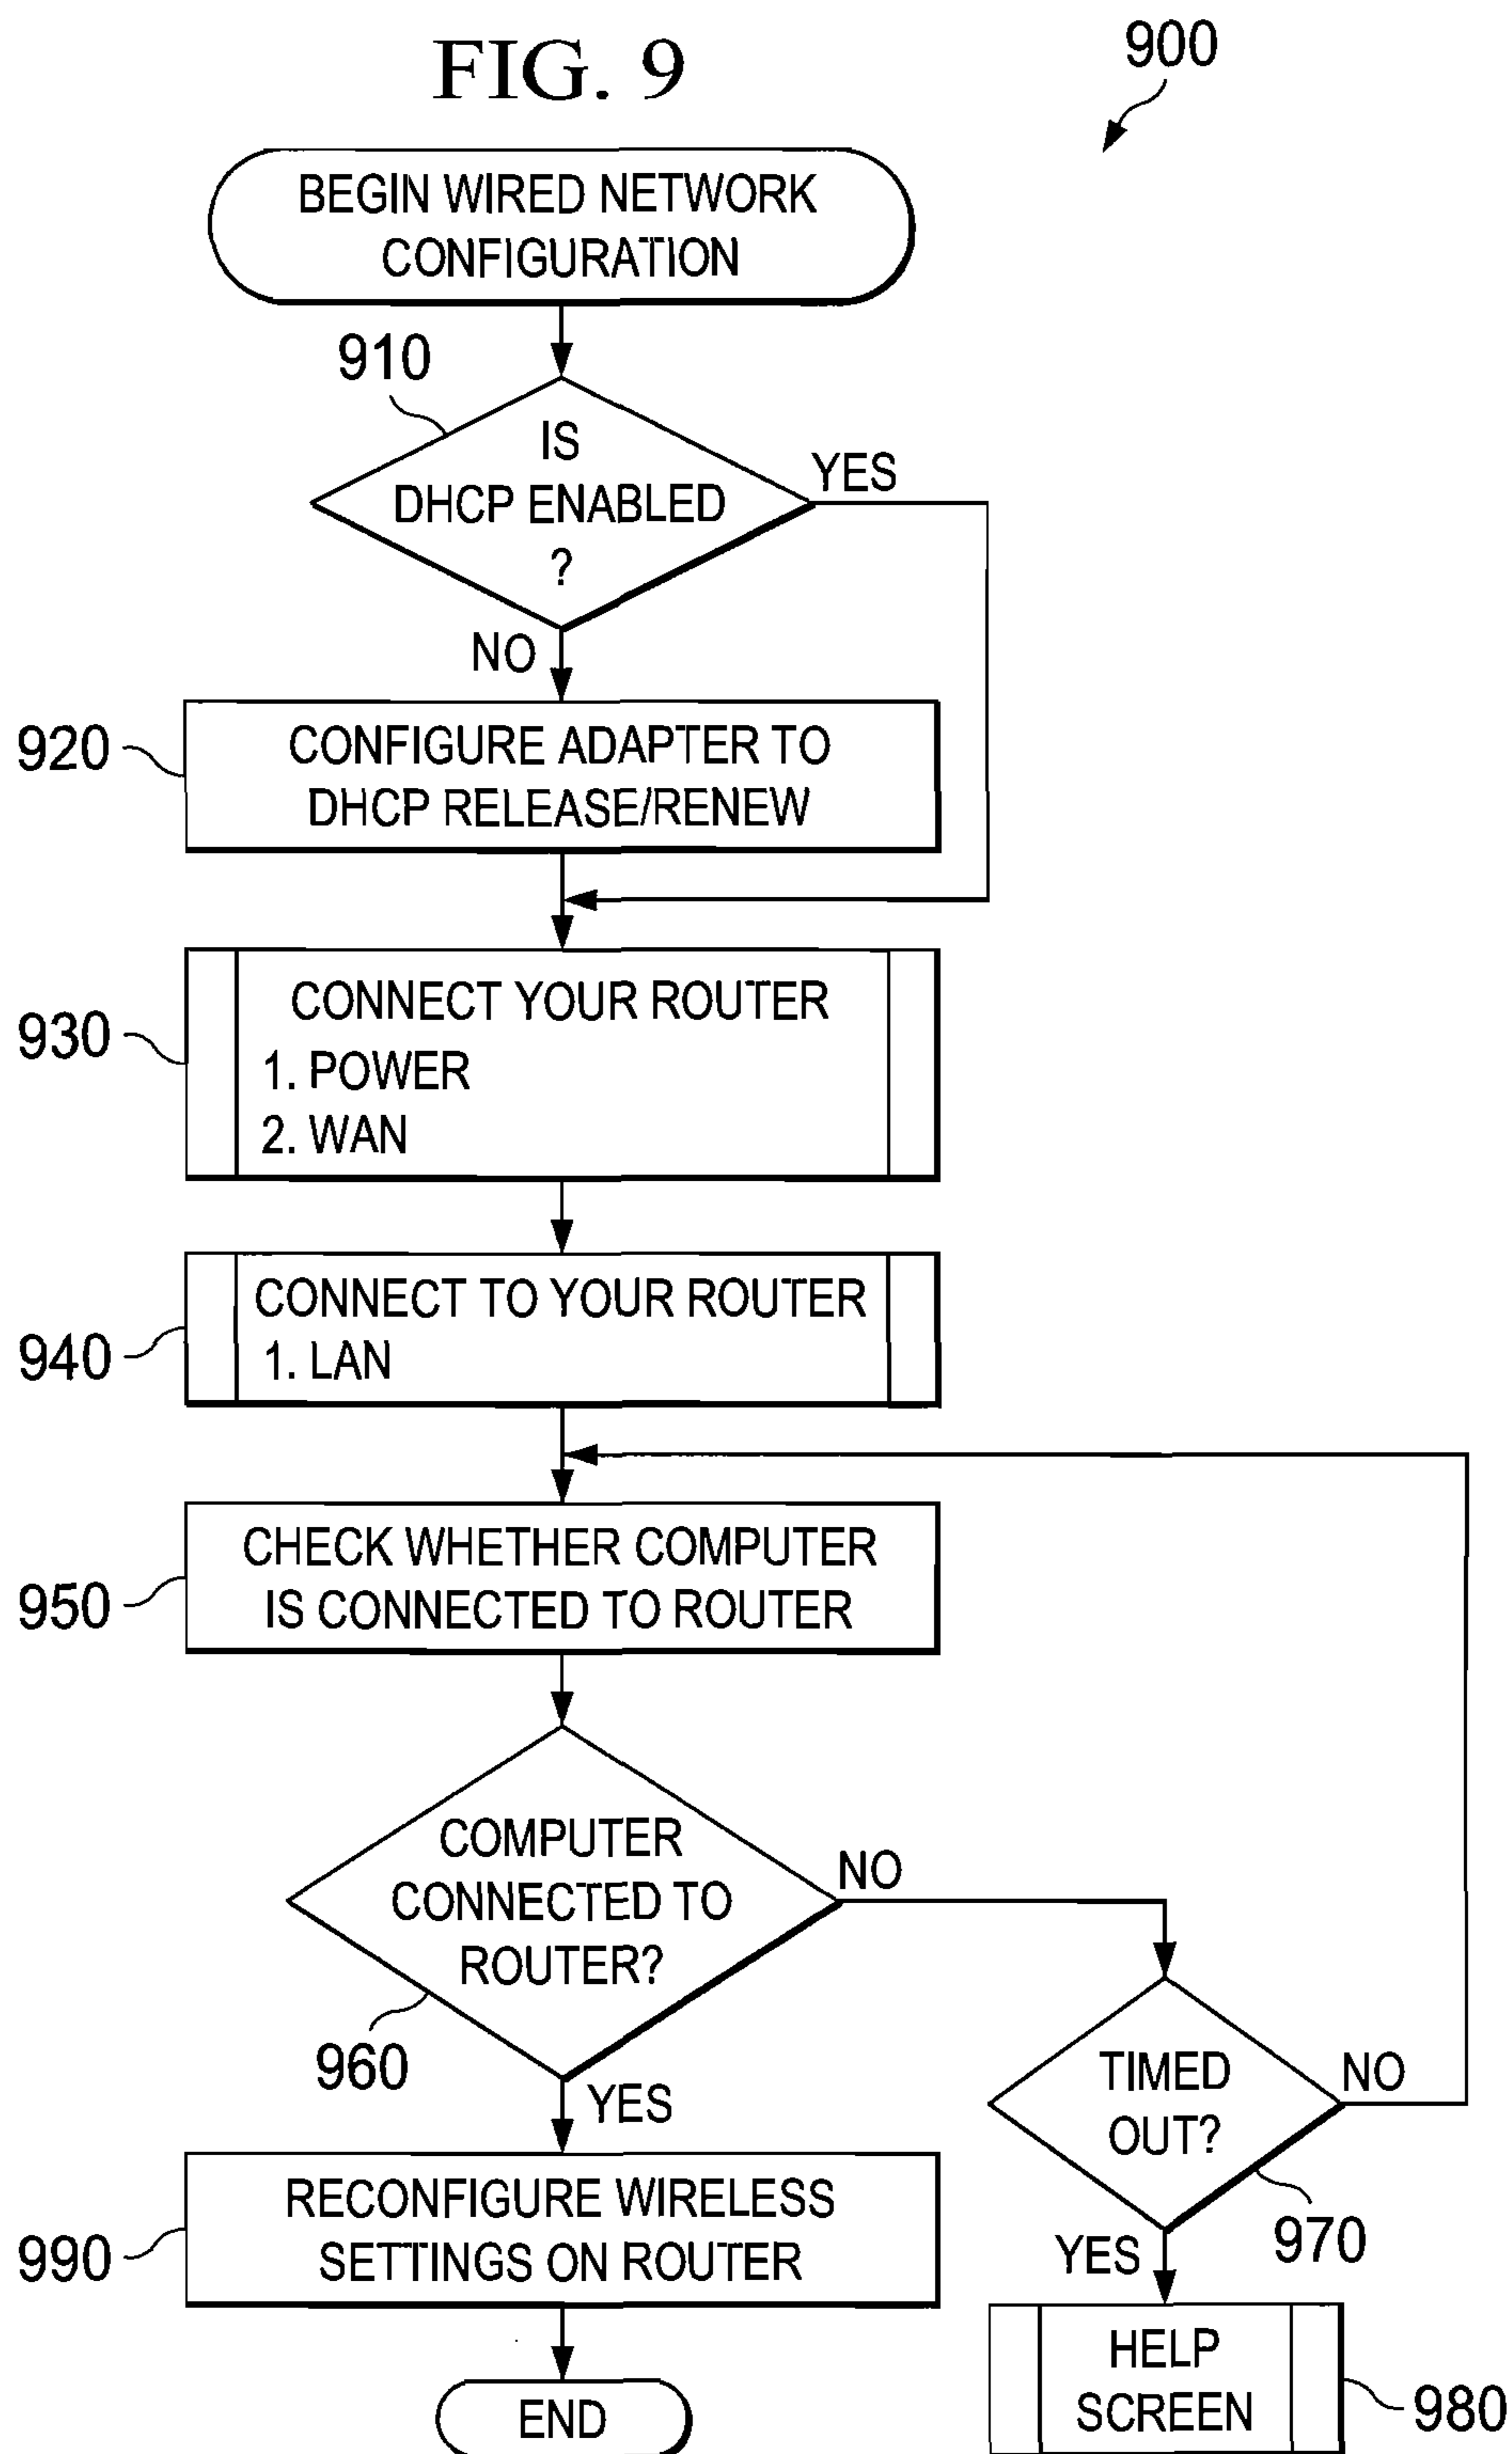 FIG. 9
900
BEGIN WIRED NETWORK
CONFIGURATION
910
IS
DHCP ENABLED
?
YES
NO
920
CONFIGURE ADAPTER TO
DHCP RELEASE/RENEW
930
CONNECT YOUR ROUTER
1. POWER
2. WAN
940
CONNECT TO YOUR ROUTER
1. LAN
950
CHECK WHETHER COMPUTER
IS CONNECTED TO ROUTER
COMPUTER
CONNECTED TO
ROUTER?
NO
960
YES
TIMED
OUT?
NO
970
YES
990
RECONFIGURE WIRELESS
SETTINGS ON ROUTER
HELP
SCREEN
980
END